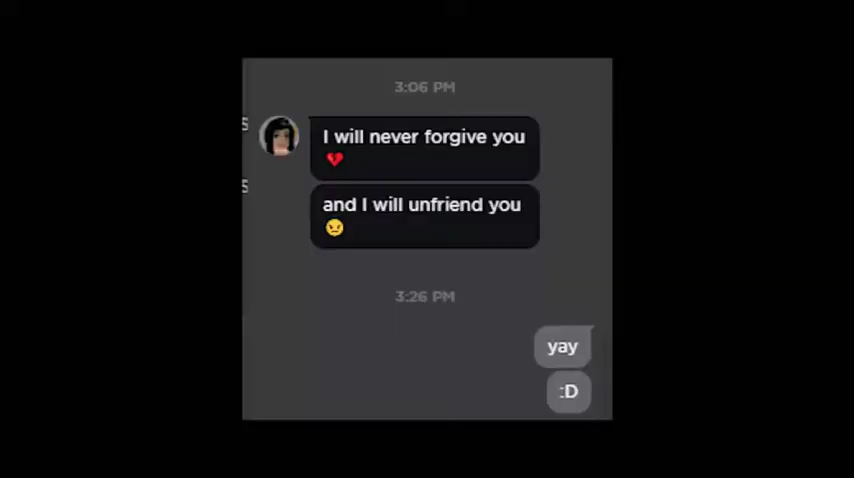 3:06 PM
S
I will never forgive you
💔
S
and I will unfriend you
😠
3:26 PM
yay
:D